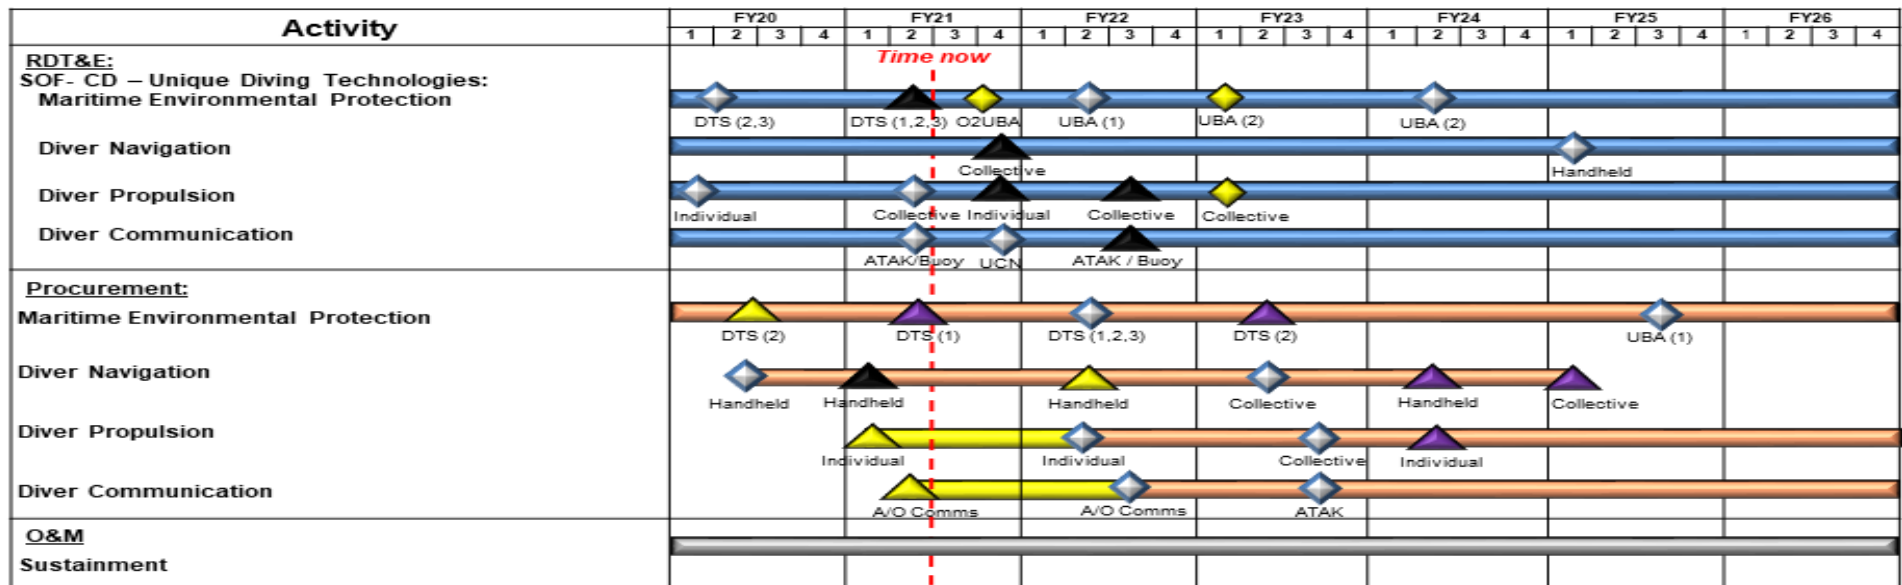 Activity
FY20 FY21 FY22 FY23 FY24 FY25 FY26
1 2 3 4 1 2 3 4 1 2 3 4 1 2 3 4 1 2 3 4 1 2 3 4 1 2 3 4
RDT&E:
Time now
SOF- CD – Unique Diving Technologies:
Maritime Environmental Protection
DTS (2,3) DTS (1,2,3) O2UBA UBA (1) UBA (2) UBA (2)
Diver Navigation
Collective Handheld
Diver Propulsion
Individual Collective Individual Collective Collective
Diver Communication
ATAK/Buoy UCN ATAK / Buoy
Procurement:
Maritime Environmental Protection
DTS (2) DTS (1) DTS (1,2,3) DTS (2) UBA (1)
Diver Navigation
Handheld Handheld Handheld Collective Handheld Collective
Diver Propulsion
Individual Individual Collective Individual
Diver Communication
A/O Comms A/O Comms ATAK
O&M
Sustainment